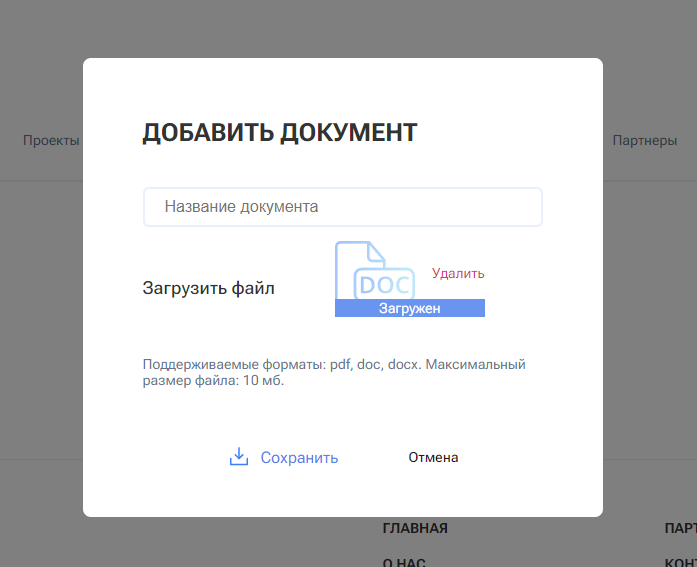 ДОБАВИТЬ ДОКУМЕНТ
Проекты
Партнеры
Название документа
DOC
Удалить
Загрузить файл
Загружен
Поддерживаемые форматы: pdf, doc, docx. Максимальный
размер файла: 10 мб.
Сохранить
Отмена
ГЛАВНАЯ
ПАРТ
О НАС
КОНТ